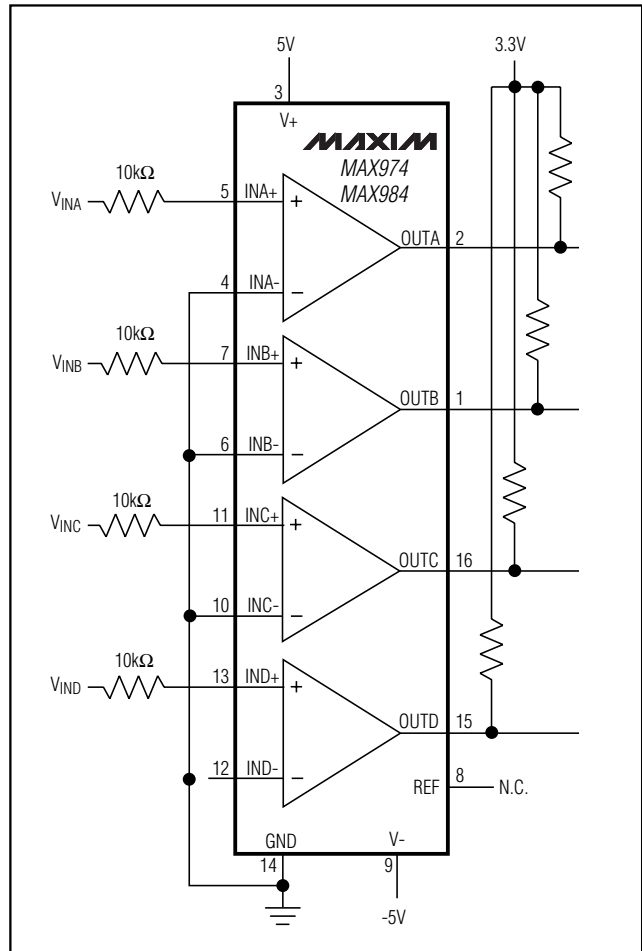 5V
3.3V
3
V+
MAXIM
MAX974
MAX984
10kΩ
VINA
5
INA+
+
OUTA
2
4
INA-
−
10kΩ
VINB
7
INB+
+
OUTB
1
6
INB-
−
10kΩ
VINC
11
INC+
+
OUTC
16
10
INC-
−
10kΩ
VIND
13
IND+
+
OUTD
15
12
IND-
−
REF
8
N.C.
GND
14
V-
9
-5V